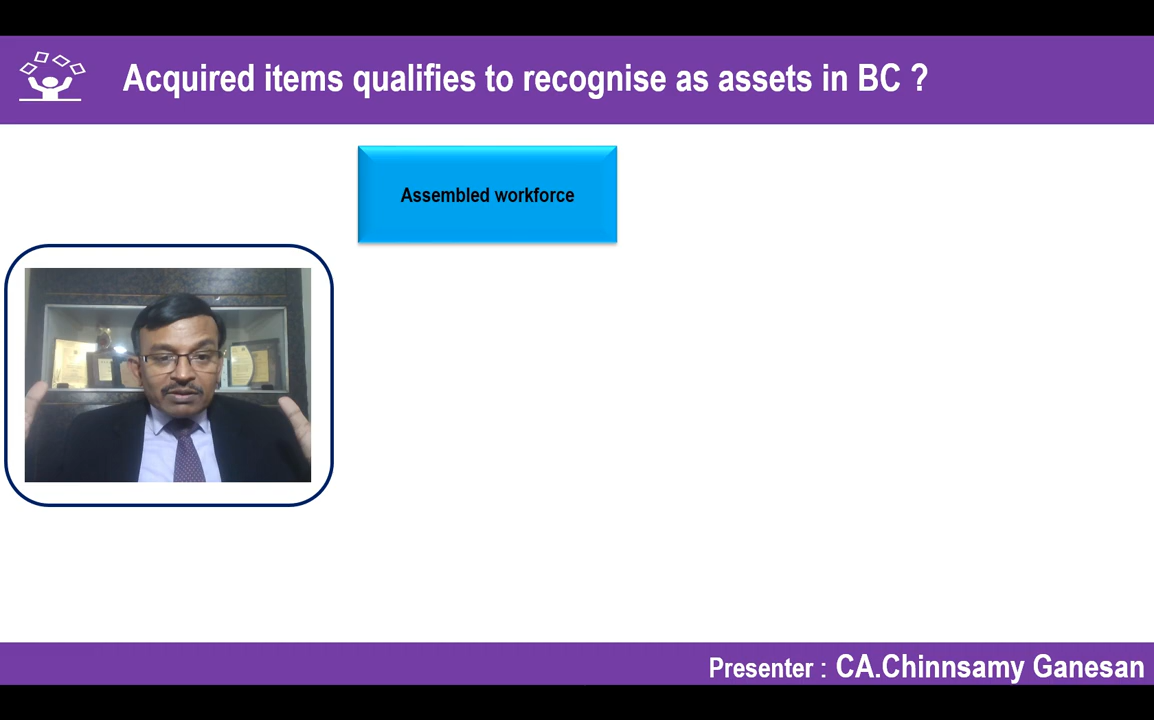 Acquired items qualifies to recognise as assets in BC ?
Assembled workforce
Presenter : CA.Chinnsamy Ganesan